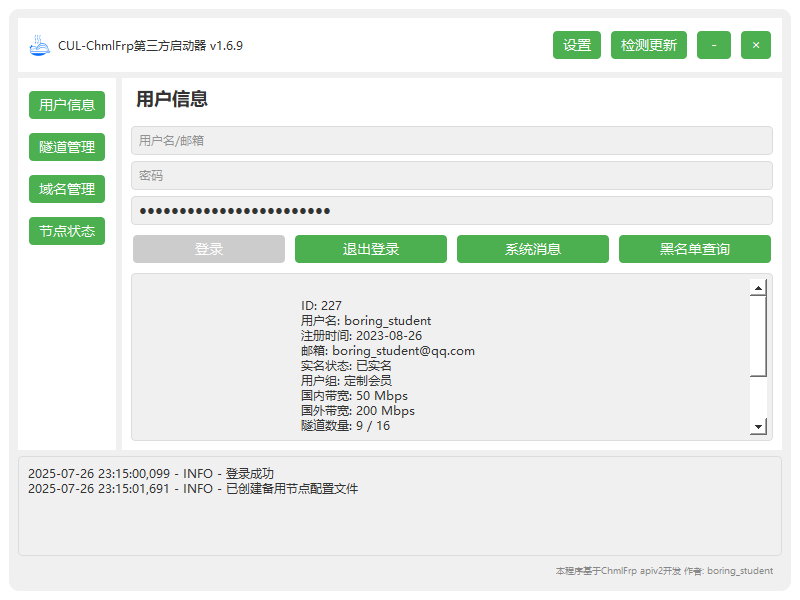 CUL-ChmlFrp第三方启动器 v1.6.9
设置
检测更新
-
×
用户信息
隧道管理
域名管理
节点状态
用户信息
用户名/邮箱
密码
●●●●●●●●●●●●●●●●●●●●●●●●
登录
退出登录
系统消息
黑名单查询
ID: 227
用户名: boring_student
注册时间: 2023-08-26
邮箱: boring_student@qq.com
实名状态: 已实名
用户组: 定制会员
国内带宽: 50 Mbps
国外带宽: 200 Mbps
隧道数量: 9 / 16
2025-07-26 23:15:00,099 - INFO - 登录成功
2025-07-26 23:15:01,691 - INFO - 已创建备用节点配置文件
本程序基于ChmlFrp apiv2开发 作者: boring_student